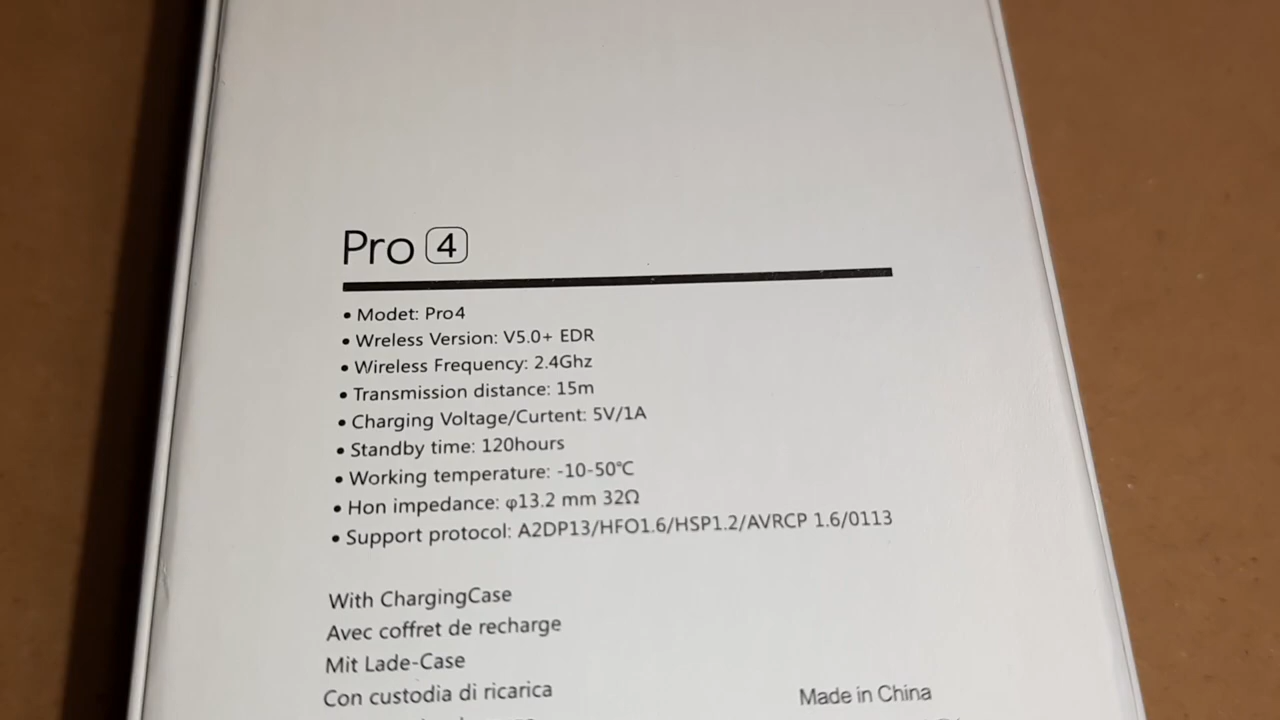 Pro 4
• Modet: Pro4
• Wreless Version: V5.0+ EDR
• Wireless Frequency: 2.4Ghz
• Transmission distance: 15m
• Charging Voltage/Curtent: 5V/1A
• Standby time: 120hours
• Working temperature: -10-50℃
• Hon impedance: φ13.2 mm 32Ω
• Support protocol: A2DP13/HFO1.6/HSP1.2/AVRCP 1.6/0113
With ChargingCase
Avec coffret de recharge
Mit Lade-Case
Con custodia di ricarica
Made in China